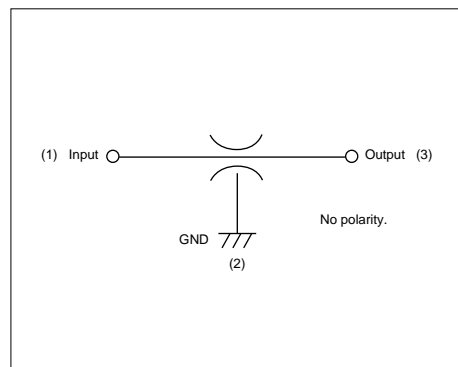 (1) Input Output (3)
No polarity.
GND
(2)